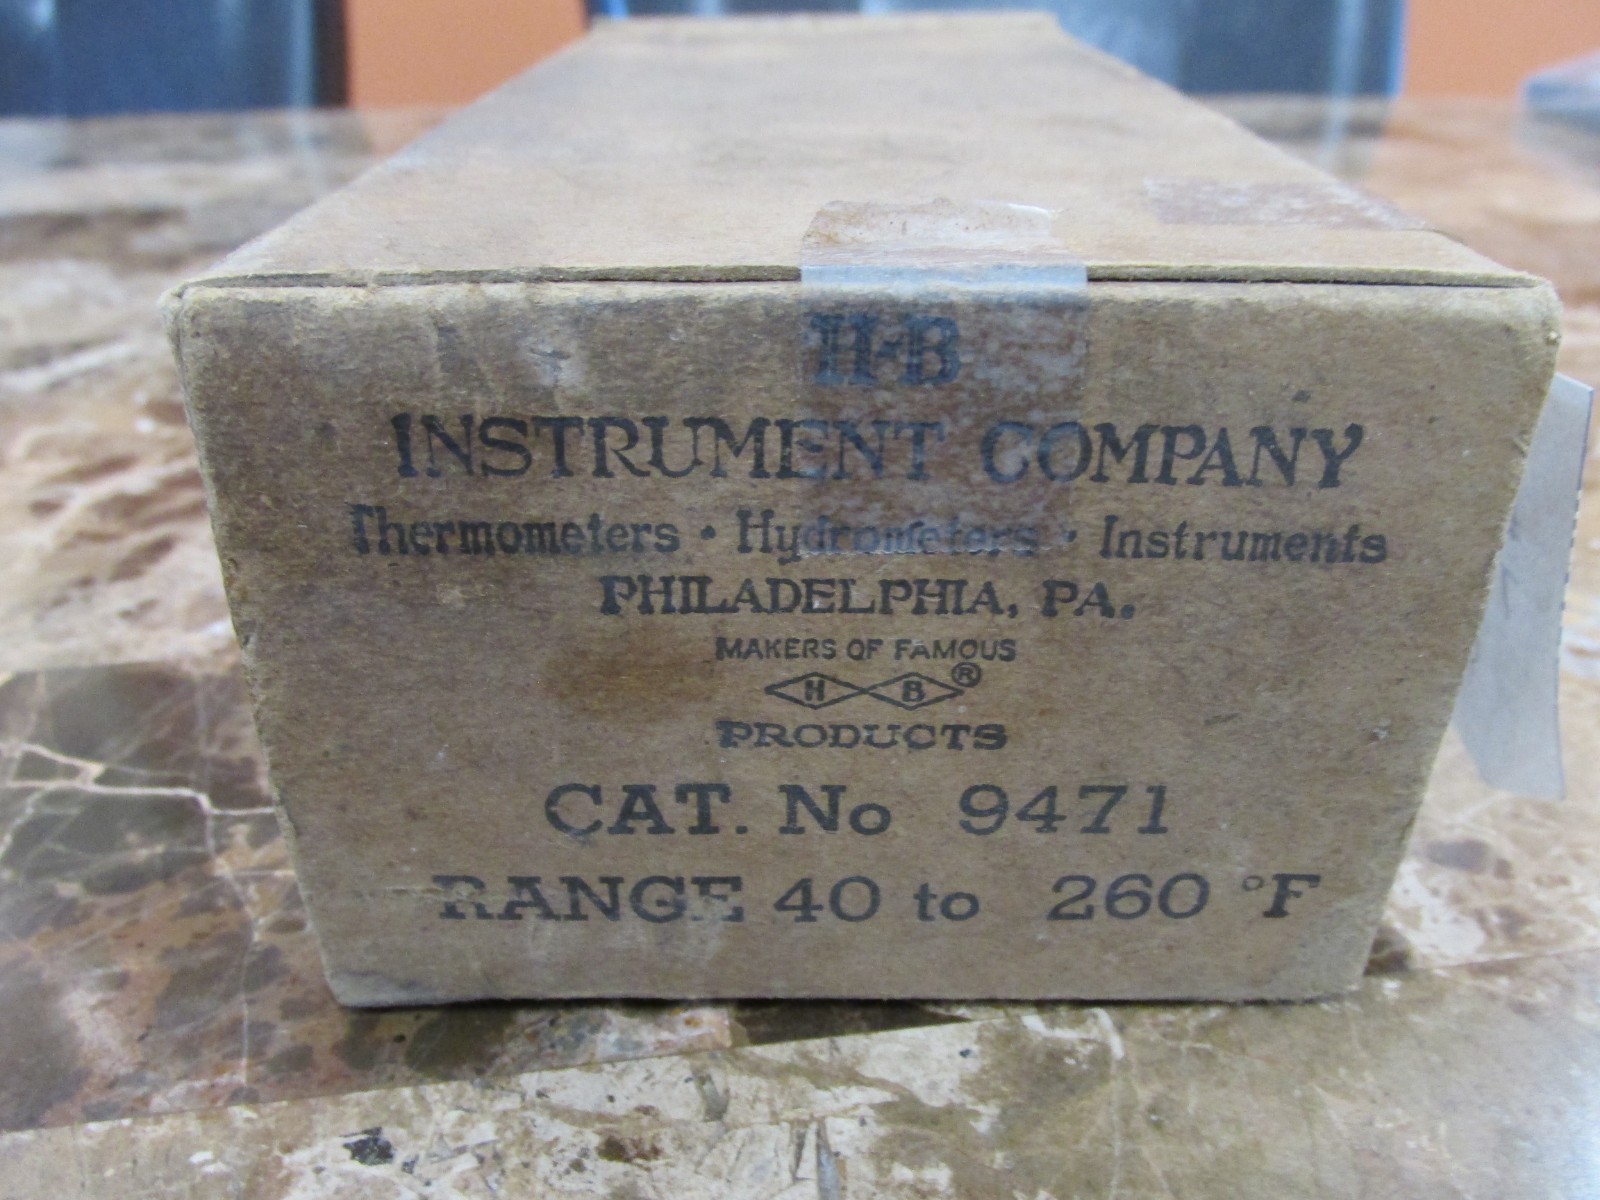 H-B
INSTRUMENT COMPANY
Thermometers • Hydrometers • Instruments
PHILADELPHIA, PA.
MAKERS OF FAMOUS
H B ®
PRODUCTS
CAT. No 9471
RANGE 40 to 260 °F